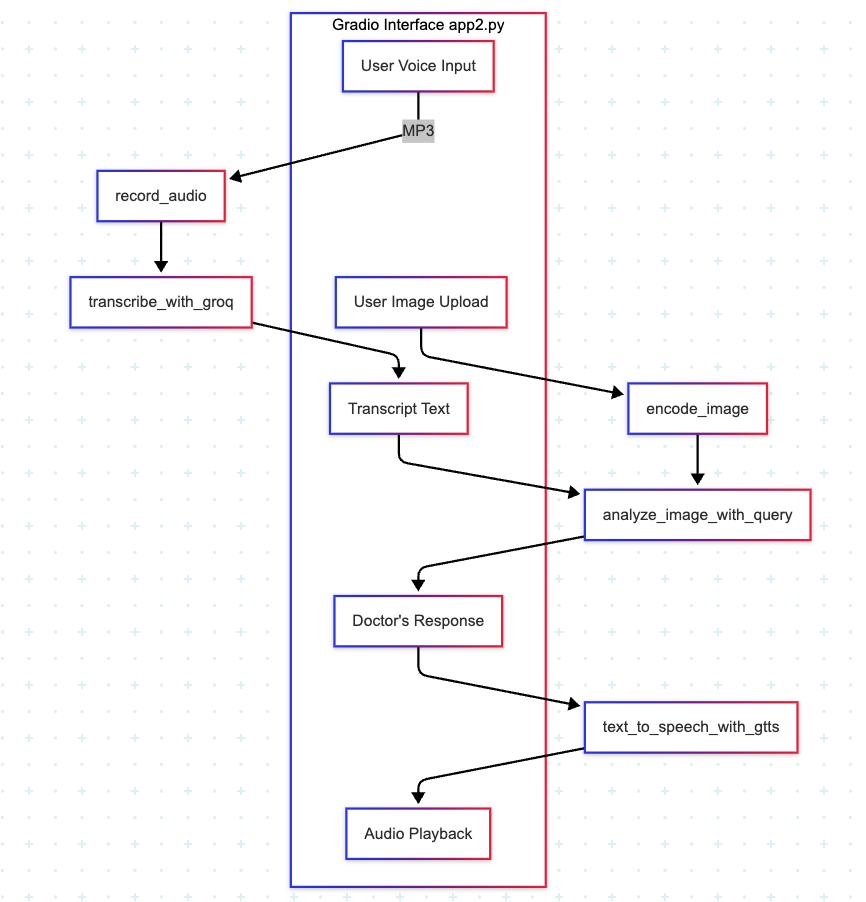 Gradio Interface app2.py
User Voice Input
MP3
record_audio
transcribe_with_groq
User Image Upload
Transcript Text
encode_image
analyze_image_with_query
Doctor's Response
text_to_speech_with_gtts
Audio Playback